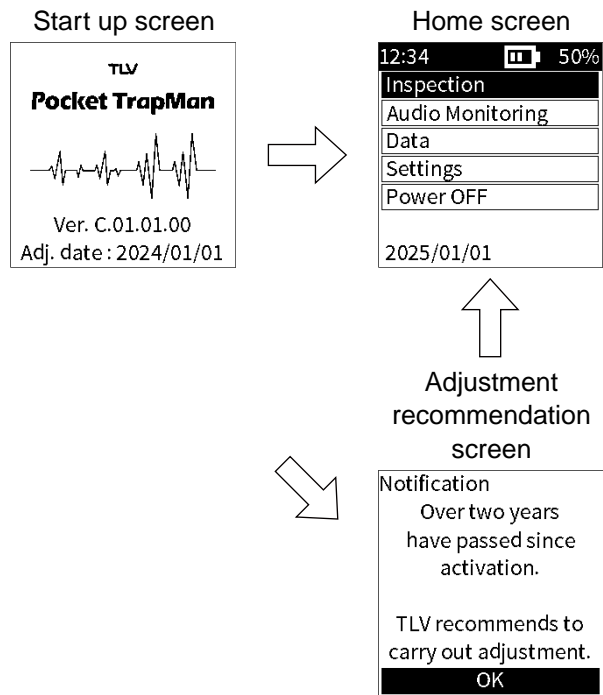 Start up screen
TLV
Pocket TrapMan
Ver. C.01.01.00
Adj. date : 2024/01/01
Home screen
12:34 50%
Inspection
Audio Monitoring
Data
Settings
Power OFF
2025/01/01
Adjustment
recommendation
screen
Notification
Over two years
have passed since
activation.
TLV recommends to
carry out adjustment.
OK